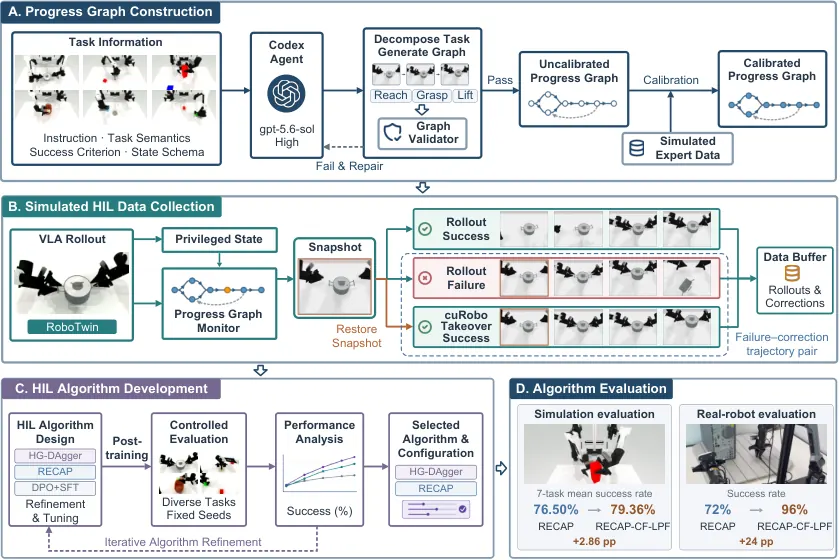 A. Progress Graph Construction
Task Information
Instruction · Task Semantics
Success Criterion · State Schema
Codex
Agent
gpt-5.6-sol
High
Decompose Task
Generate Graph
Reach
Grasp
Lift
Graph
Validator
Fail & Repair
Pass
Uncalibrated
Progress Graph
Calibration
Simulated
Expert Data
Calibrated
Progress Graph
B. Simulated HIL Data Collection
VLA Rollout
RoboTwin
Privileged State
Progress Graph
Monitor
Snapshot
Restore
Snapshot
Rollout
Success
Rollout
Failure
cuRobo
Takeover
Success
Data Buffer
Rollouts &
Corrections
Failure–correction
trajectory pair
C. HIL Algorithm Development
HIL Algorithm
Design
HG-DAgger
RECAP
DPO+SFT
Refinement
& Tuning
Post-
training
Controlled
Evaluation
Diverse Tasks
Fixed Seeds
Performance
Analysis
Success (%)
Selected
Algorithm &
Configuration
HG-DAgger
RECAP
Iterative Algorithm Refinement
D. Algorithm Evaluation
Simulation evaluation
7-task mean success rate
76.50% → 79.36%
RECAP RECAP-CF-LPF
+2.86 pp
Real-robot evaluation
Success rate
72% → 96%
RECAP RECAP-CF-LPF
+24 pp